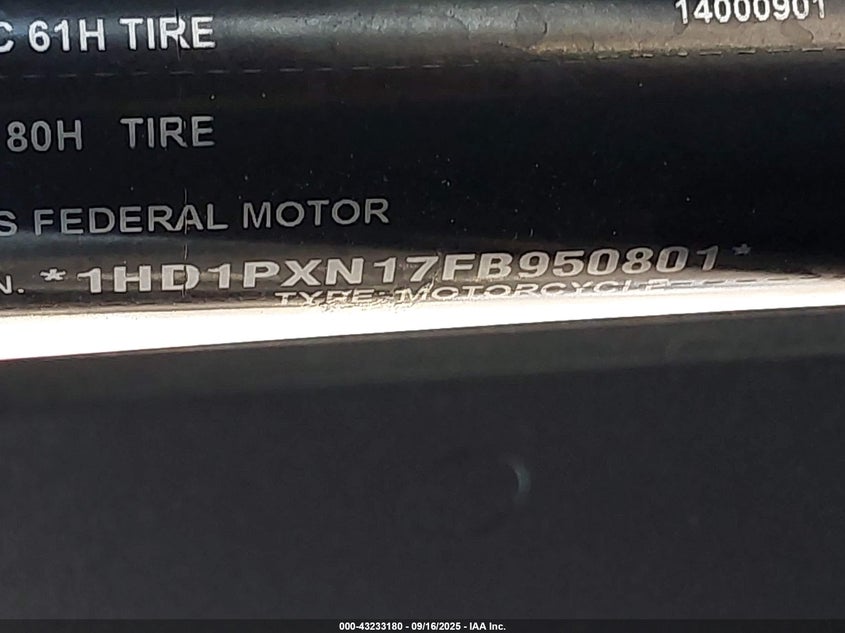 14000901
C 61H TIRE
80H TIRE
S FEDERAL MOTOR
N. *1HD1PXN17FB950801*
TYPE: MOTORCYCLE
000-43233180 - 09/16/2025 - IAA Inc.